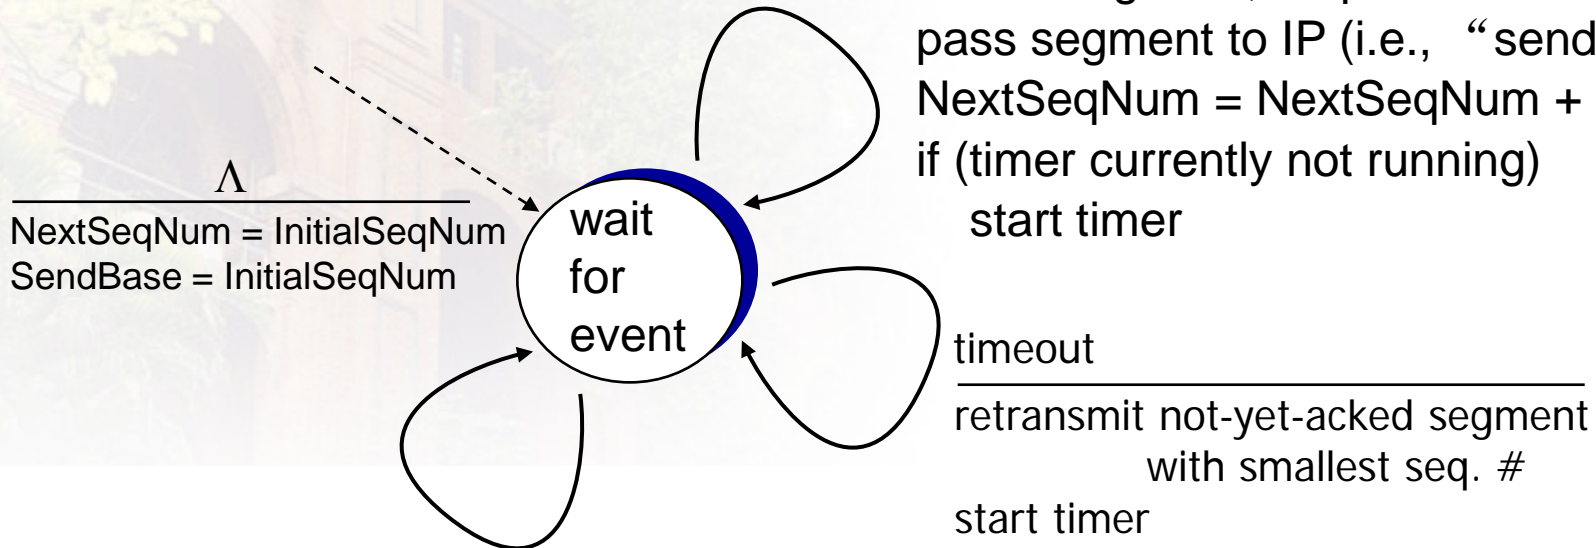 pass segment to IP (i.e., “send
NextSeqNum = NextSeqNum +
if (timer currently not running)
start timer
Λ
NextSeqNum = InitialSeqNum
SendBase = InitialSeqNum
wait
for
event
timeout
retransmit not-yet-acked segment
with smallest seq. #
start timer